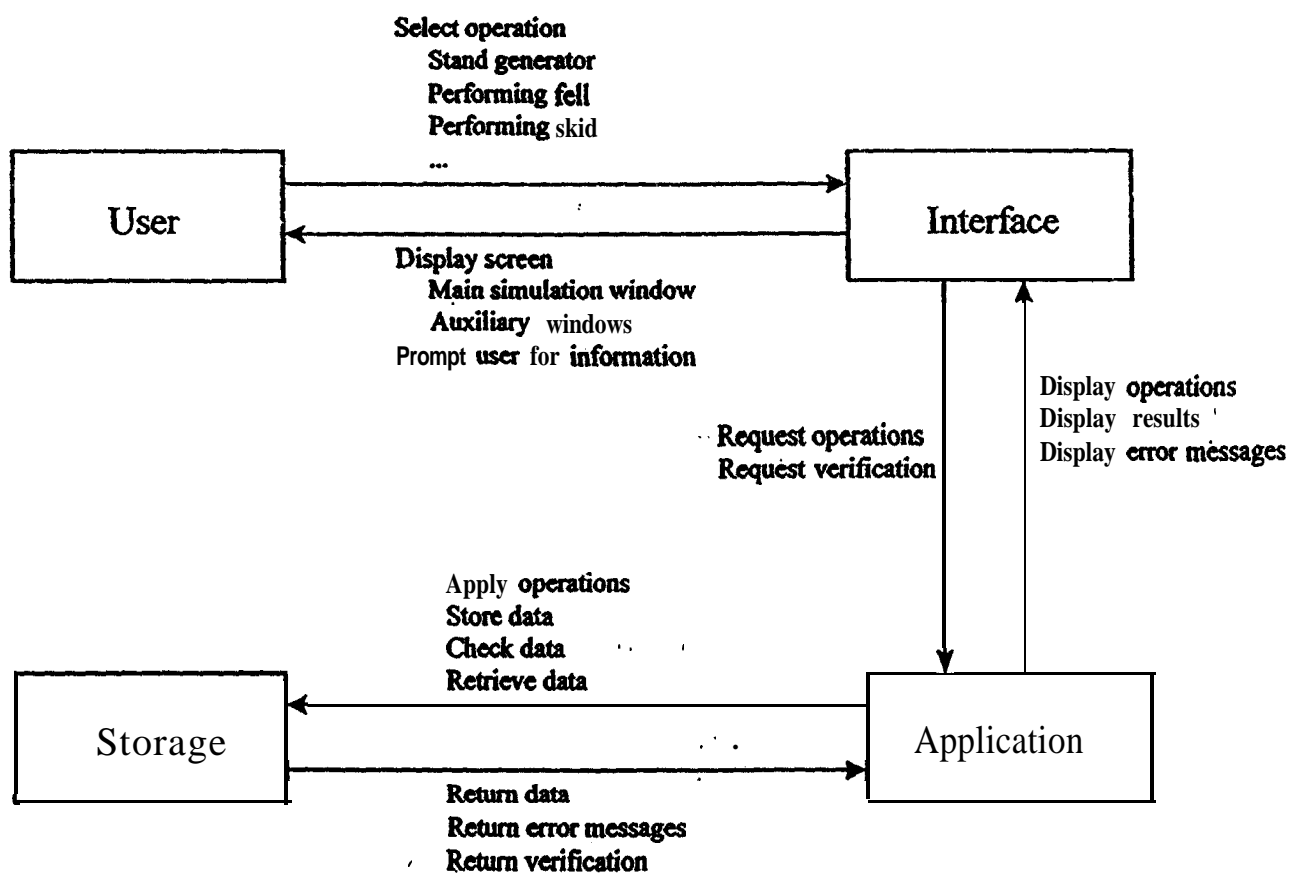 Select operation
Stand generator
Performing fell
Performing skid
...
User
Interface
Display screen
Main simulation window
Auxiliary windows
Prompt user for information
Display operations
Display results
Display error messages
Request operations
Request verification
Apply operations
Store data
Check data
Retrieve data
Storage
Application
Return data
Return error messages
Return verification